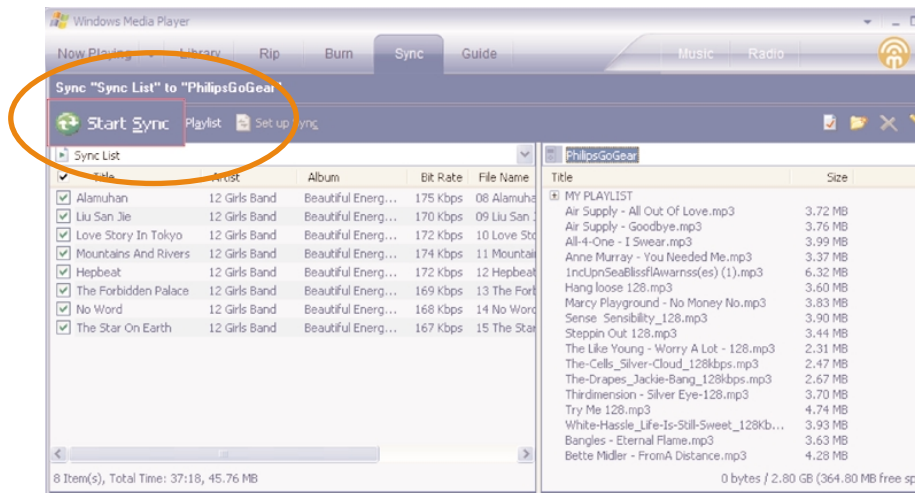 Windows Media Player
Now Playing Library Rip Burn Sync Guide Music Radio
Sync "Sync List" to "PhilipsGoGear"
Start Sync Playlist Set up Sync
Sync List
Title Artist Album Bit Rate File Name
Alamuhan 12 Girls Band Beautiful Energ... 175 Kbps 08 Alamuha
Liu San Jie 12 Girls Band Beautiful Energ... 170 Kbps 09 Liu San J
Love Story In Tokyo 12 Girls Band Beautiful Energ... 172 Kbps 10 Love Sto
Mountains And Rivers 12 Girls Band Beautiful Energ... 174 Kbps 11 Mountai
Hepbeat 12 Girls Band Beautiful Energ... 172 Kbps 12 Hepbeat
The Forbidden Palace 12 Girls Band Beautiful Energ... 169 Kbps 13 The Forb
No Word 12 Girls Band Beautiful Energ... 168 Kbps 14 No Word
The Star On Earth 12 Girls Band Beautiful Energ... 167 Kbps 15 The Star
8 Item(s), Total Time: 37:18, 45.76 MB
PhilipsGoGear
Title Size
MY PLAYLIST
Air Supply - All Out Of Love.mp3 3.72 MB
Air Supply - Goodbye.mp3 3.76 MB
All-4-One - I Swear.mp3 3.99 MB
Anne Murray - You Needed Me.mp3 3.37 MB
1ncUpnSeaBlissflAwarnss(es) (1).mp3 6.32 MB
Hang loose 128.mp3 3.60 MB
Marcy Playground - No Money No.mp3 3.83 MB
Sense Sensibility_128.mp3 3.90 MB
Steppin Out 128.mp3 3.44 MB
The Like Young - Worry A Lot - 128.mp3 2.31 MB
The-Cells_Silver-Cloud_128kbps.mp3 2.47 MB
The-Drapes_Jackie-Bang_128kbps.mp3 2.67 MB
Thirdimension - Silver Eye-128.mp3 3.70 MB
Try Me 128.mp3 4.74 MB
White-Hassle_Life-Is-Still-Sweet_128Kb... 3.93 MB
Bangles - Eternal Flame.mp3 3.63 MB
Bette Midler - FromA Distance.mp3 4.28 MB
0 bytes / 2.80 GB (364.80 MB free sp